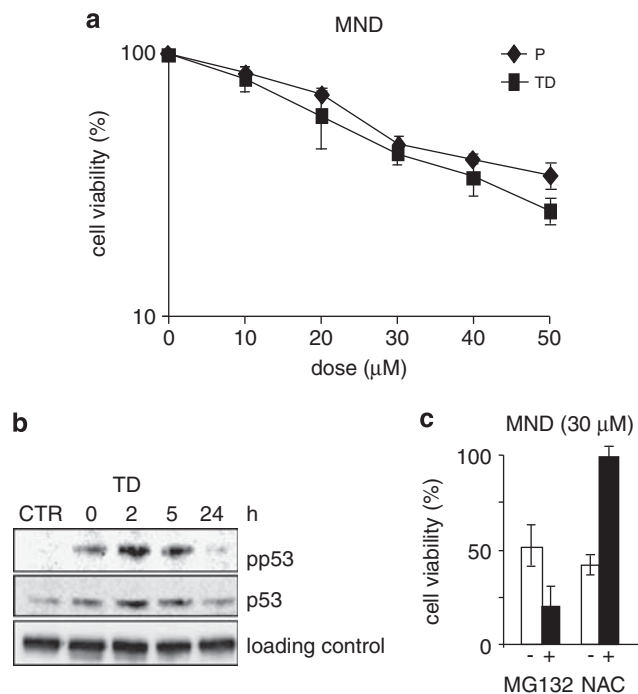 a
MND
P
TD
100
10
cell viability (%)
0 10 20 30 40 50
dose (μM)
b
TD
CTR 0 2 5 24 h
pp53
p53
loading control
c
MND (30 μM)
100
50
0
cell viability (%)
- + - +
MG132 NAC